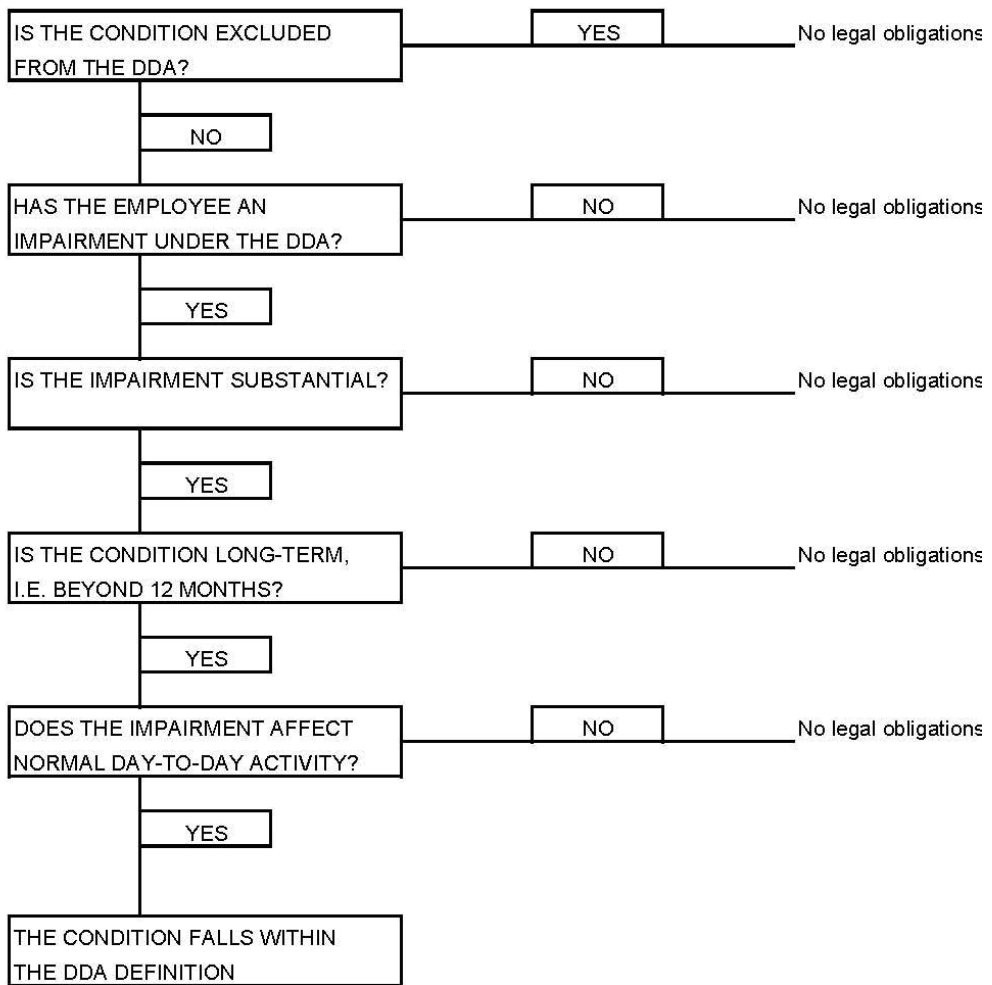 IS THE CONDITION EXCLUDED
FROM THE DDA?
YES
No legal obligations
NO
HAS THE EMPLOYEE AN
IMPAIRMENT UNDER THE DDA?
NO
No legal obligations
YES
IS THE IMPAIRMENT SUBSTANTIAL?
NO
No legal obligations
YES
IS THE CONDITION LONG-TERM,
I.E. BEYOND 12 MONTHS?
NO
No legal obligations
YES
DOES THE IMPAIRMENT AFFECT
NORMAL DAY-TO-DAY ACTIVITY?
NO
No legal obligations
YES
THE CONDITION FALLS WITHIN
THE DDA DEFINITION